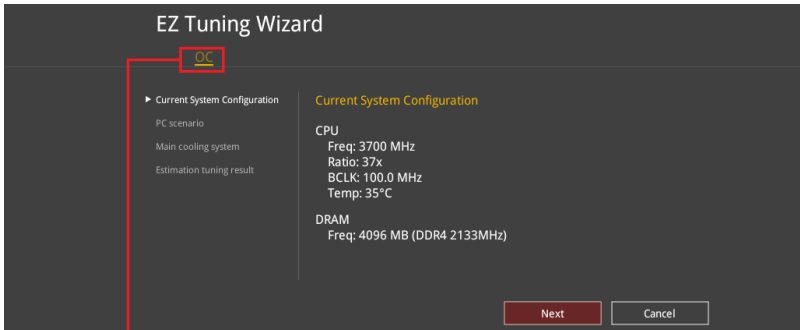 EZ Tuning Wizard
OC
Current System Configuration
PC scenario
Main cooling system
Estimation tuning result
Current System Configuration
CPU
Freq: 3700 MHz
Ratio: 37x
BCLK: 100.0 MHz
Temp: 35°C
DRAM
Freq: 4096 MB (DDR4 2133MHz)
Next
Cancel